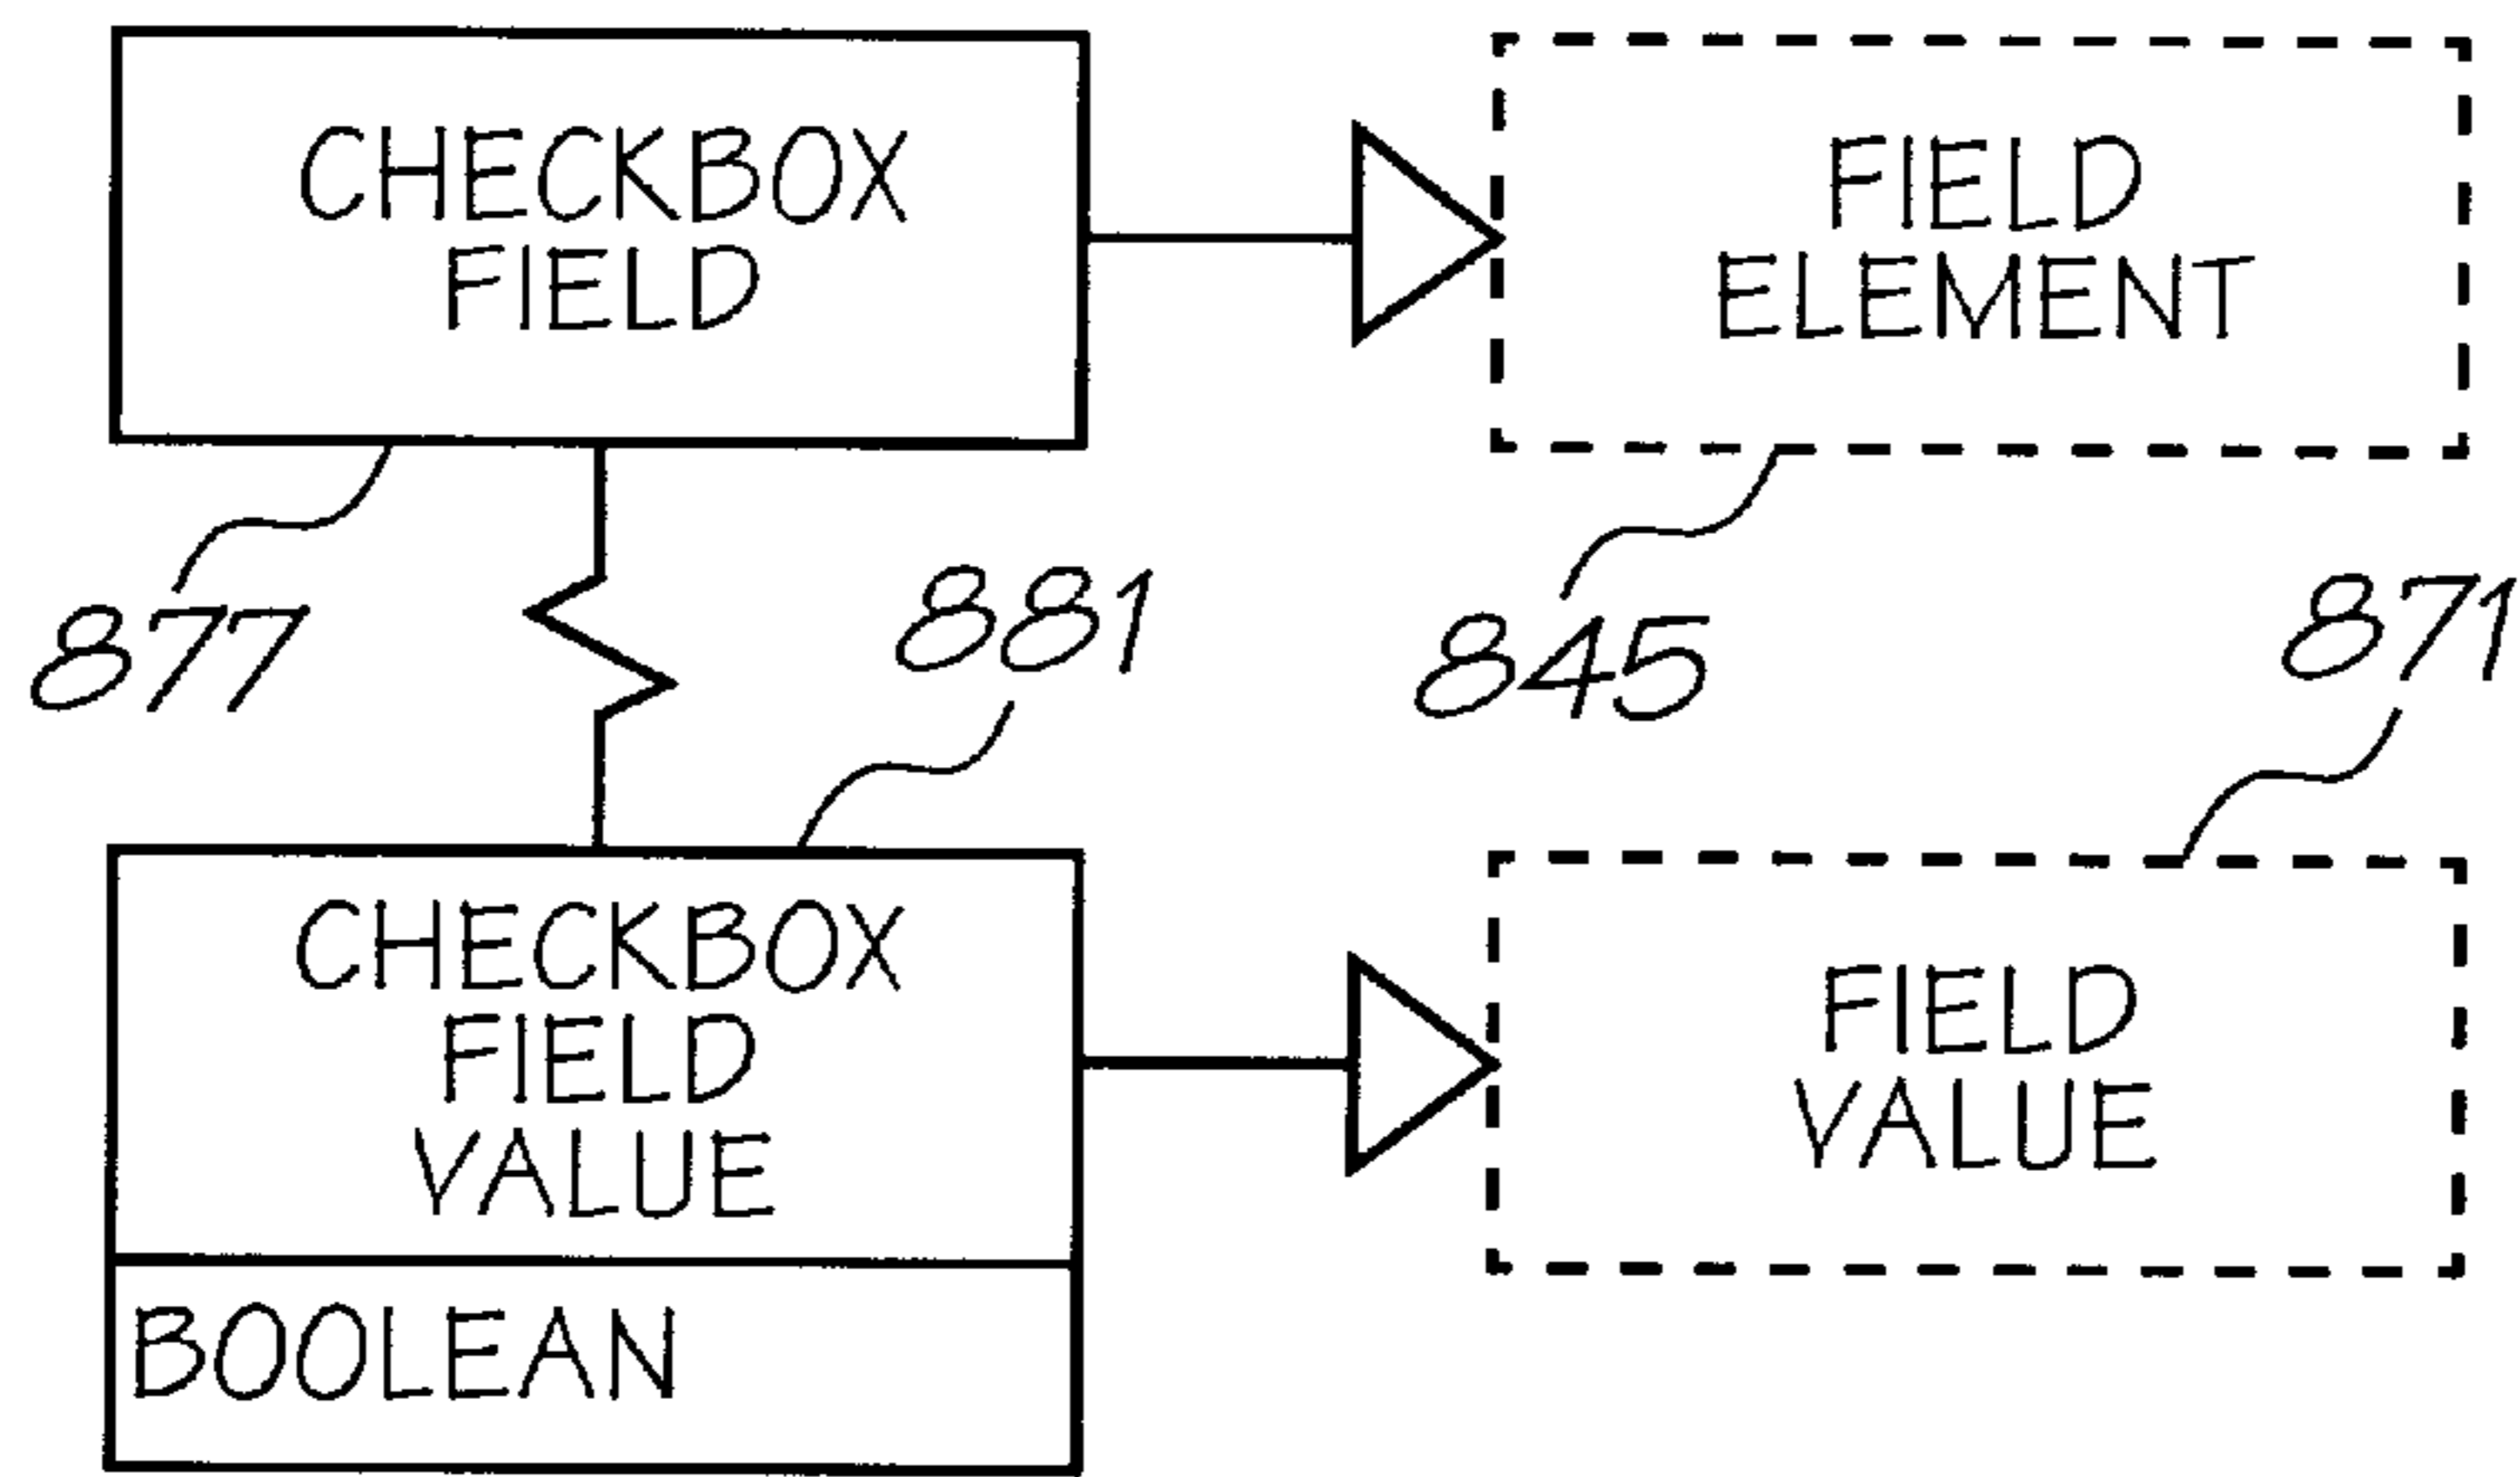 CHECKBOX
FIELD
FIELD
ELEMENT
877
881
845
871
CHECKBOX
FIELD
VALUE
BOOLEAN
FIELD
VALUE